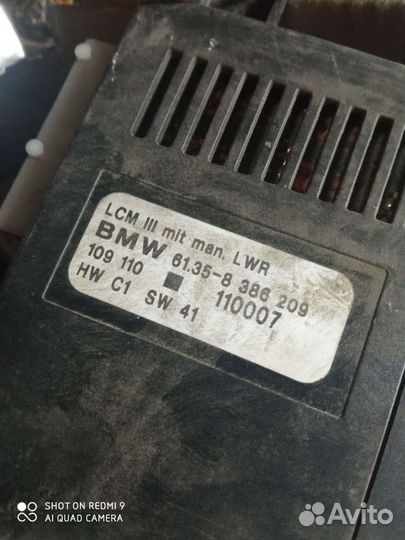 LCM III mit man. LWR
BMW 61.35-8 386 209
109 110 ■ 110007
HW C1 SW 41
SHOT ON REDMI 9
AI QUAD CAMERA
Avito